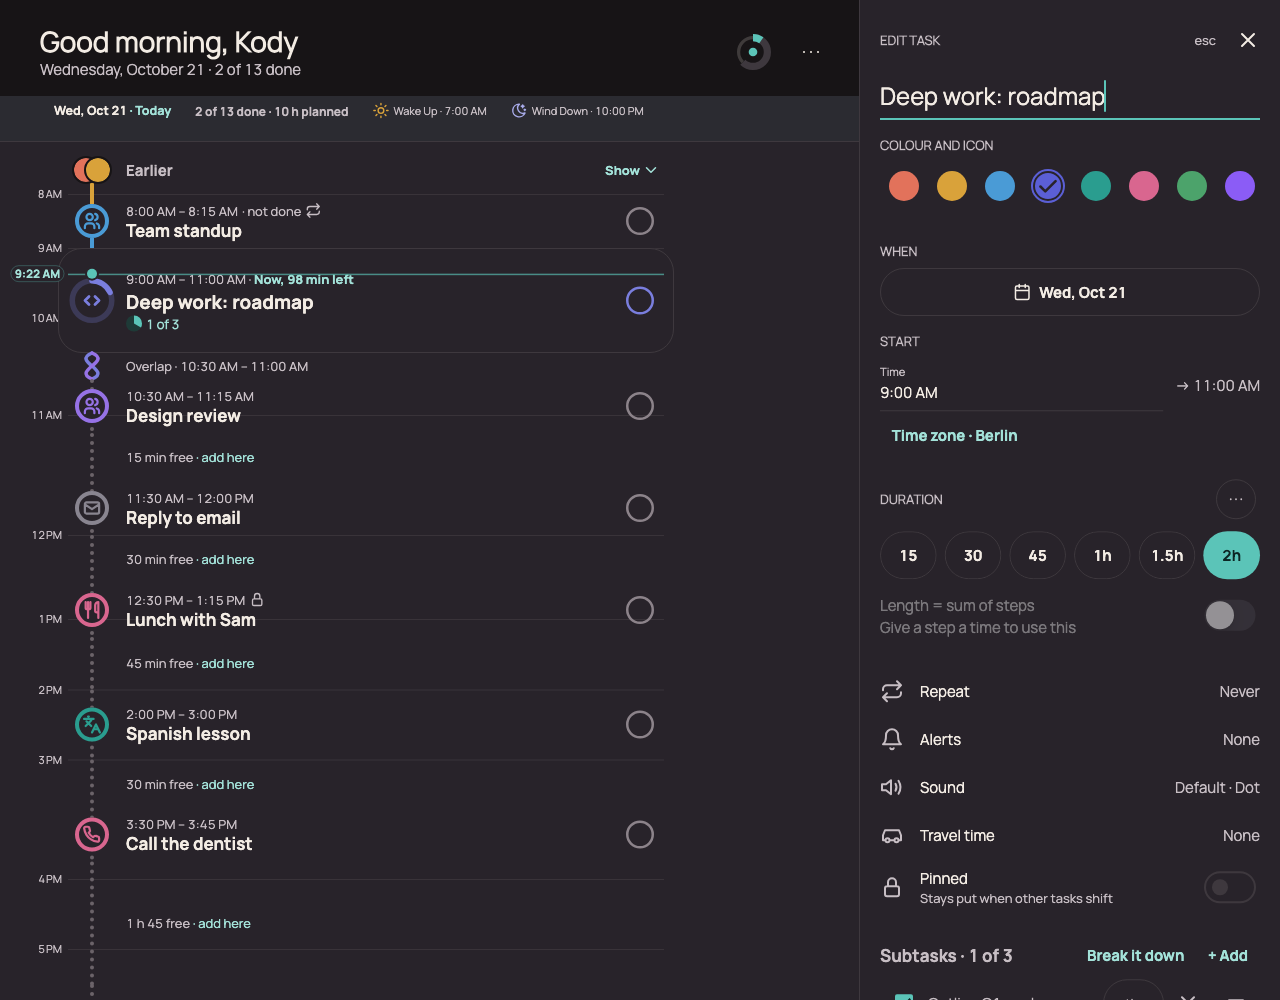 Good morning, Kody
Wednesday, October 21 · 2 of 13 done
Wed, Oct 21 · Today
2 of 13 done · 10 h planned
Wake Up · 7:00 AM
Wind Down · 10:00 PM
Earlier
Show
8 AM
8:00 AM – 8:15 AM · not done
Team standup
9 AM
9:22 AM
9:00 AM – 11:00 AM · Now, 98 min left
Deep work: roadmap
10 AM
1 of 3
Overlap · 10:30 AM – 11:00 AM
10:30 AM – 11:15 AM
11 AM
Design review
15 min free · add here
11:30 AM – 12:00 PM
Reply to email
12 PM
30 min free · add here
12:30 PM – 1:15 PM
1 PM
Lunch with Sam
45 min free · add here
2 PM
2:00 PM – 3:00 PM
Spanish lesson
3 PM
30 min free · add here
3:30 PM – 3:45 PM
Call the dentist
4 PM
1 h 45 free · add here
5 PM
EDIT TASK
esc
Deep work: roadmap
COLOUR AND ICON
WHEN
Wed, Oct 21
START
Time
9:00 AM
→ 11:00 AM
Time zone · Berlin
DURATION
15
30
45
1h
1.5h
2h
Length = sum of steps
Give a step a time to use this
Repeat
Never
Alerts
None
Sound
Default · Dot
Travel time
None
Pinned
Stays put when other tasks shift
Subtasks · 1 of 3
Break it down
+ Add